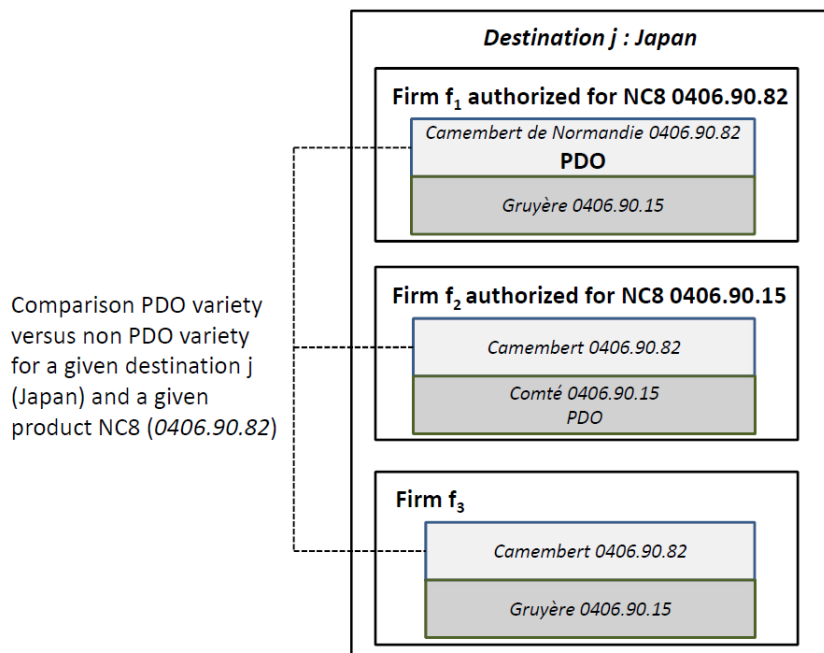 Destination j : Japan
Firm f₁ authorized for NC8 0406.90.82
Camembert de Normandie 0406.90.82
PDO
Gruyère 0406.90.15
Firm f₂ authorized for NC8 0406.90.15
Camembert 0406.90.82
Comté 0406.90.15
PDO
Comparison PDO variety
versus non PDO variety
for a given destination j
(Japan) and a given
product NC8 (0406.90.82)
Firm f₃
Camembert 0406.90.82
Gruyère 0406.90.15